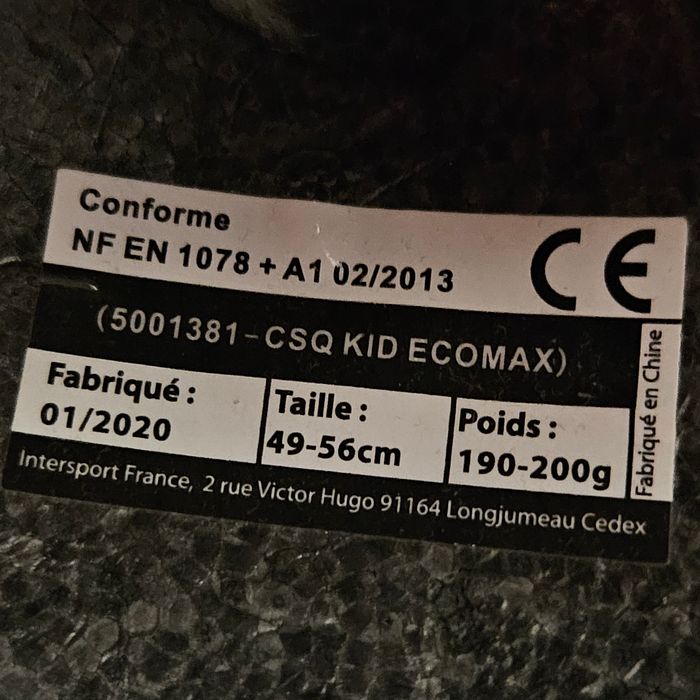 Conforme
NF EN 1078 + A1 02/2013
CE
(5001381-CSQ KID ECOMAX)
Fabriqué :
01/2020
Taille :
49-56cm
Poids :
190-200g
Fabriqué en Chine
Intersport France, 2 rue Victor Hugo 91164 Longjumeau Cedex